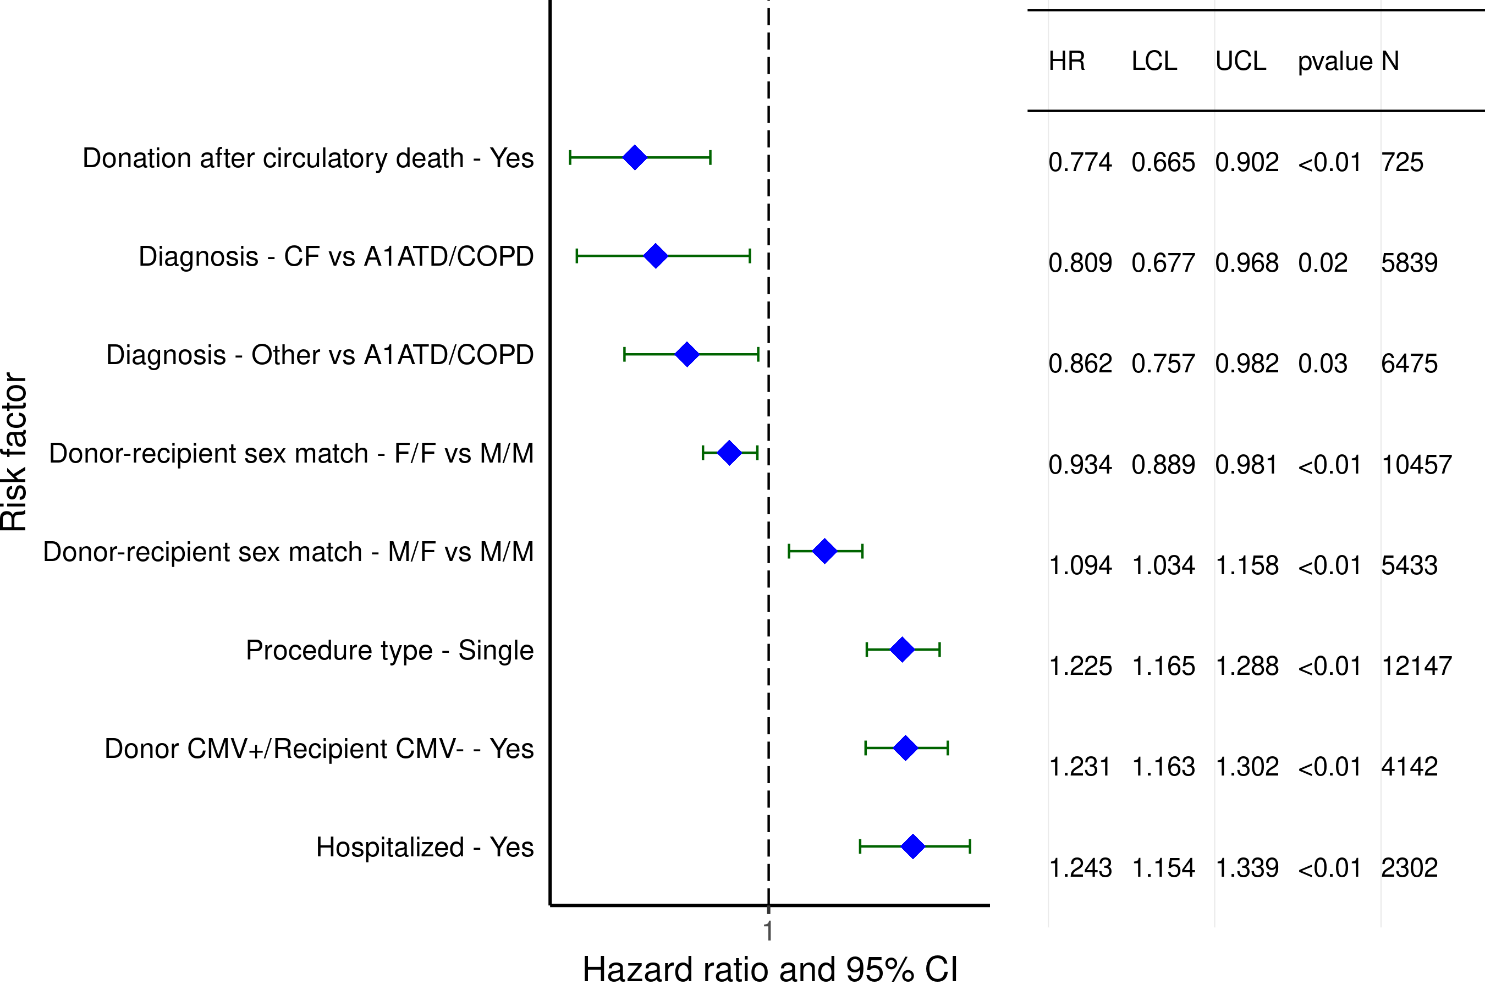 HR LCL UCL pvalue N
Donation after circulatory death - Yes 0.774 0.665 0.902 <0.01 725
Diagnosis - CF vs A1ATD/COPD 0.809 0.677 0.968 0.02 5839
Diagnosis - Other vs A1ATD/COPD 0.862 0.757 0.982 0.03 6475
Donor-recipient sex match - F/F vs M/M 0.934 0.889 0.981 <0.01 10457
Donor-recipient sex match - M/F vs M/M 1.094 1.034 1.158 <0.01 5433
Procedure type - Single 1.225 1.165 1.288 <0.01 12147
Donor CMV+/Recipient CMV- - Yes 1.231 1.163 1.302 <0.01 4142
Hospitalized - Yes 1.243 1.154 1.339 <0.01 2302
Risk factor
1
Hazard ratio and 95% CI